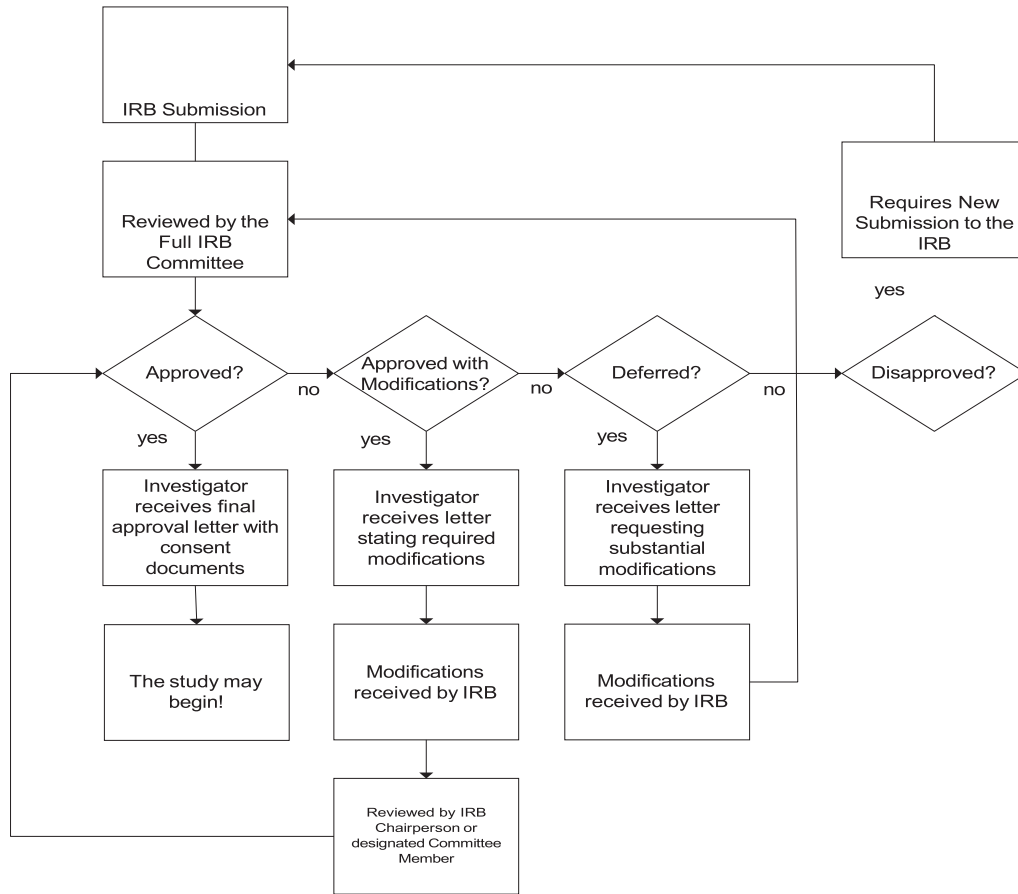 IRB Submission
Requires New
Submission to the
IRB
Reviewed by the
Full IRB
Committee
yes
Approved?
no
Approved with
Modifications?
no
Deferred?
no
Disapproved?
yes
yes
yes
Investigator
receives final
approval letter with
consent
documents
Investigator
receives letter
stating required
modifications
Investigator
receives letter
requesting
substantial
modifications
The study may
begin!
Modifications
received by IRB
Modifications
received by IRB
Reviewed by IRB
Chairperson or
designated Committee
Member